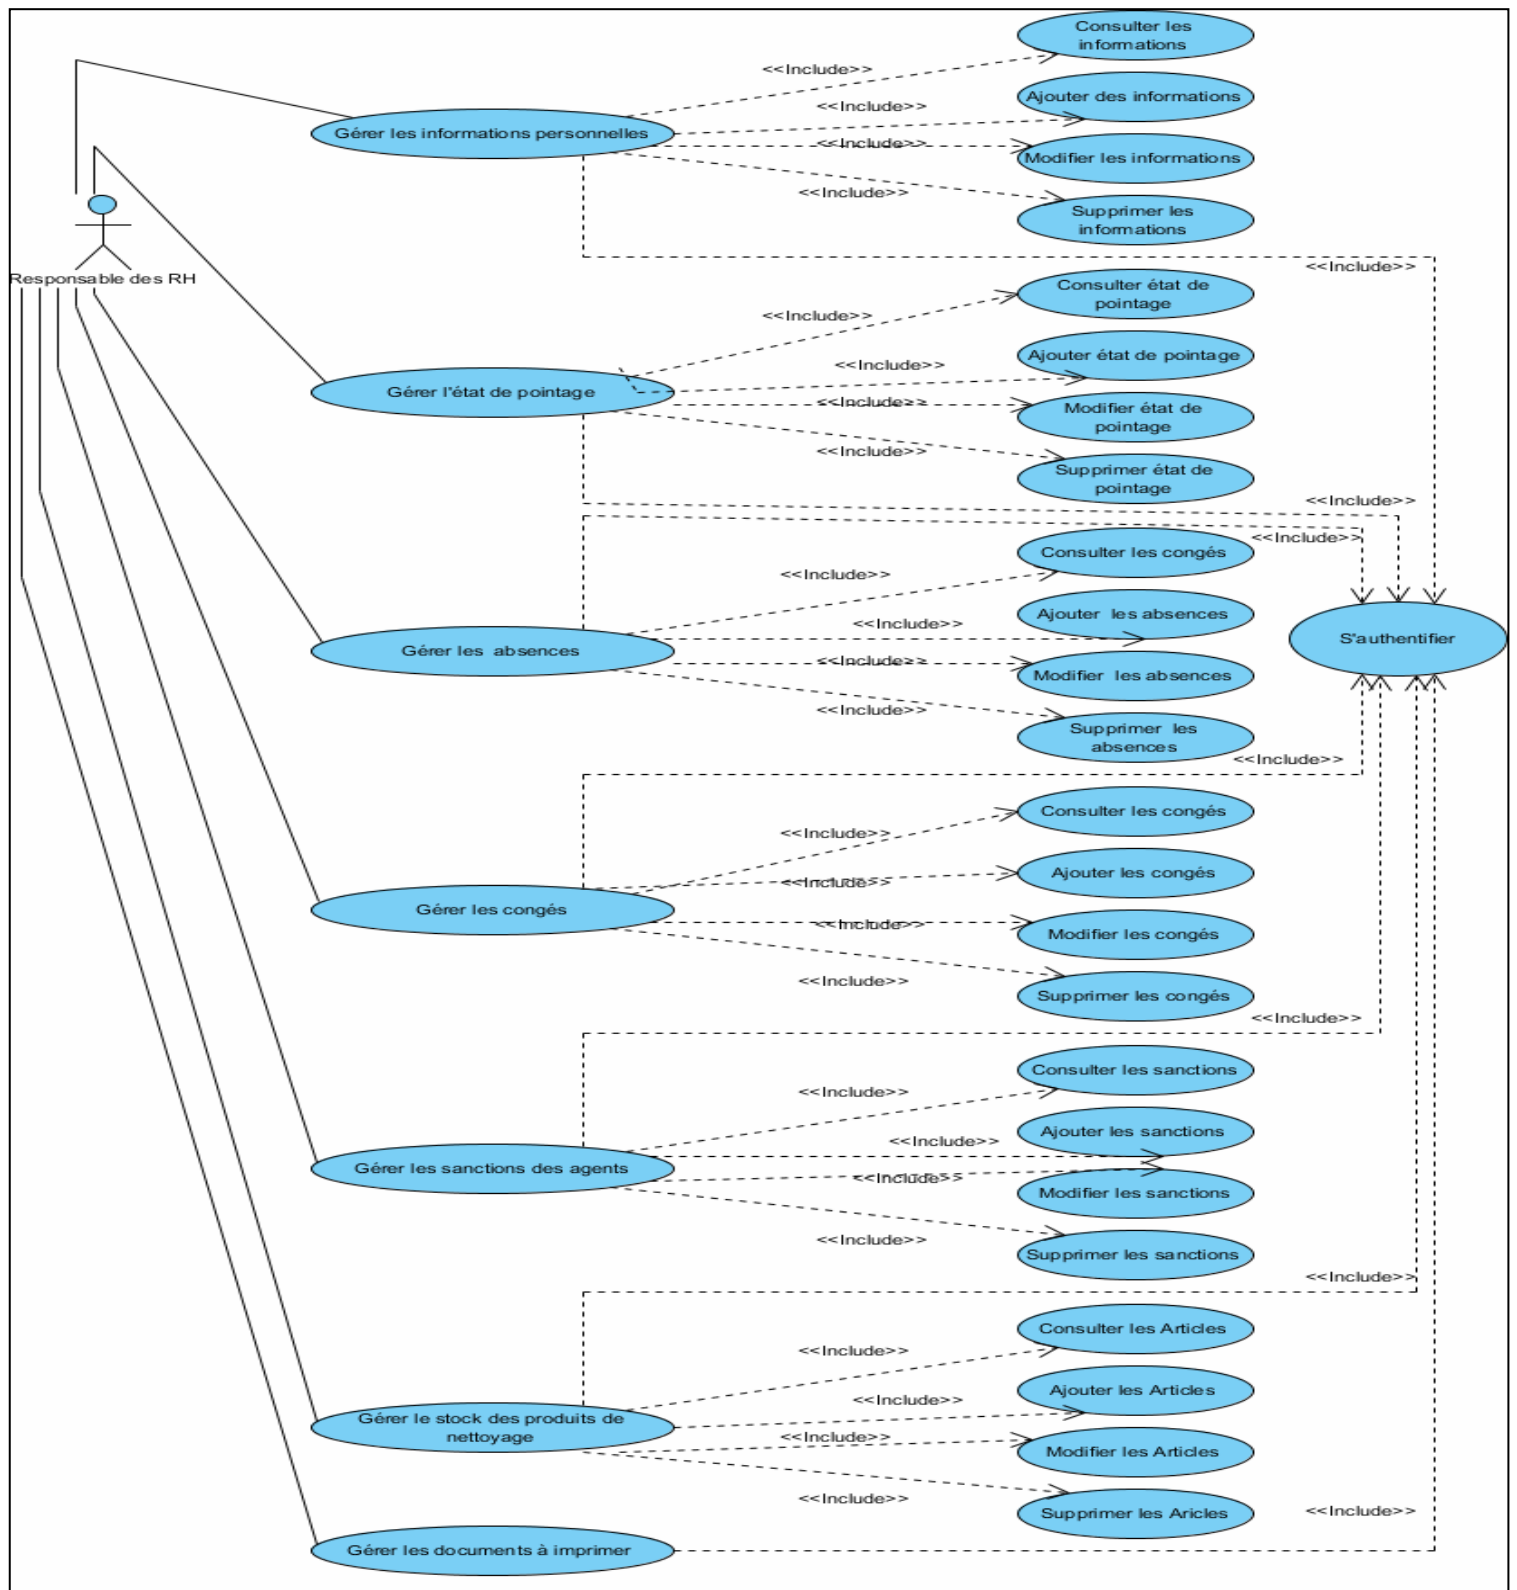 Consulter les
informations
<<Include>>
Ajouter des informations
<<Include>>
Gérer les informations personnelles
<<Include>>
Modifier les informations
<<Include>>
Supprimer les
informations
<<Include>>
Responsable des RH
Consulter état de
pointage
<<Include>>
Ajouter état de pointage
<<Include>>
Gérer l'état de pointage
<<Include>>
Modifier état de
pointage
<<Include>>
Supprimer état de
pointage
<<Include>>
<<Include>>
Consulter les congés
<<Include>>
Ajouter les absences
<<Include>>
S'authentifier
Gérer les absences
<<Include>>
Modifier les absences
<<Include>>
Supprimer les
absences
<<Include>>
Consulter les congés
<<Include>>
Ajouter les congés
<<Include>>
Gérer les congés
<<Include>>
Modifier les congés
<<Include>>
Supprimer les congés
<<Include>>
Consulter les sanctions
<<Include>>
Ajouter les sanctions
<<Include>>
Gérer les sanctions des agents
<<Include>>
Modifier les sanctions
<<Include>>
Supprimer les sanctions
<<Include>>
Consulter les Articles
<<Include>>
Ajouter les Articles
<<Include>>
Gérer le stock des produits de
nettoyage
<<Include>>
Modifier les Articles
<<Include>>
Supprimer les Aricles
<<Include>>
Gérer les documents à imprimer